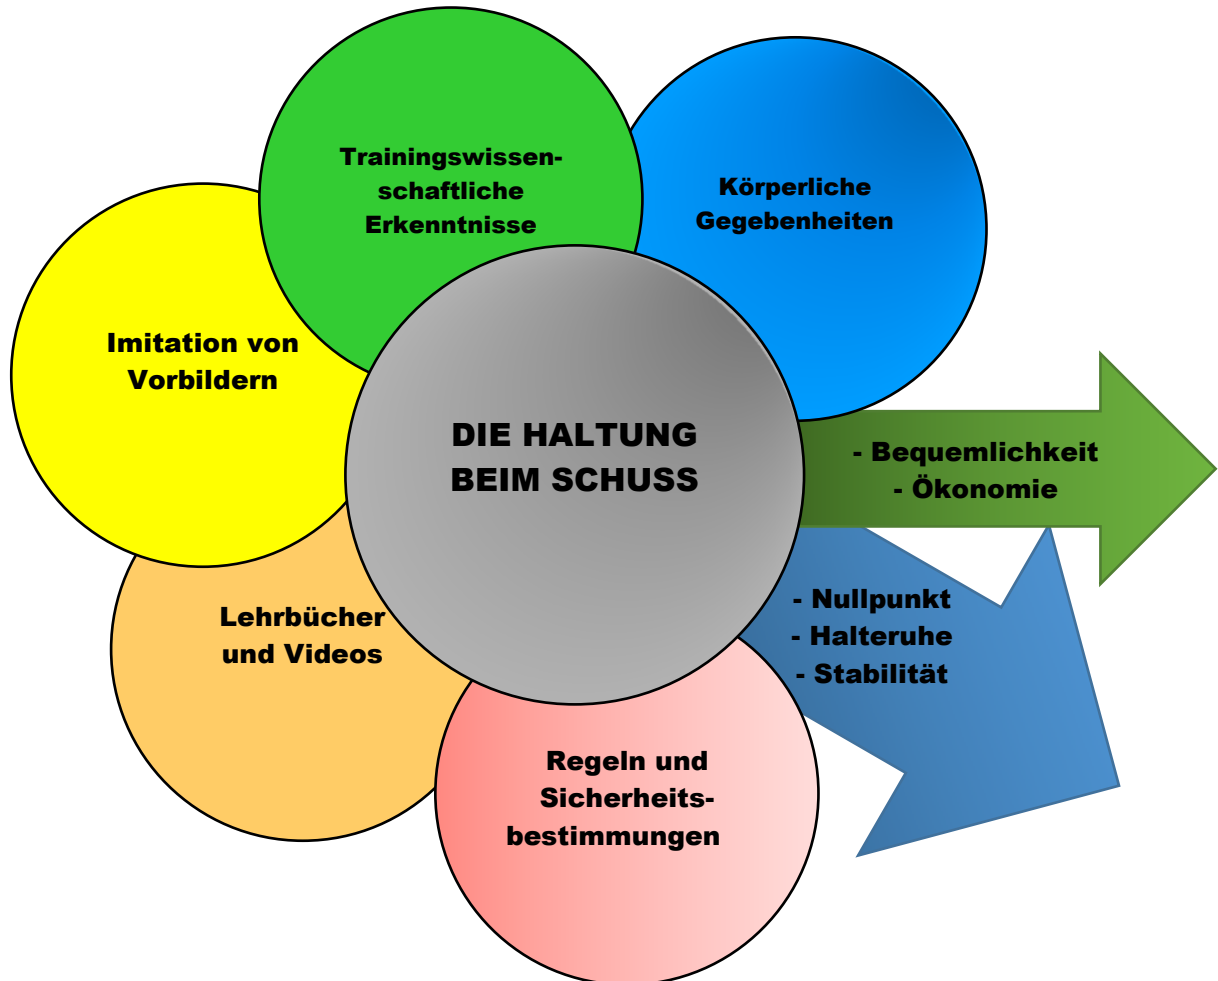 Trainingswissen-
schaftliche
Erkenntnisse
Körperliche
Gegebenheiten
Imitation von
Vorbildern
DIE HALTUNG
BEIM SCHUSS
- Bequemlichkeit
- Ökonomie
- Nullpunkt
- Halteruhe
- Stabilität
Lehrbücher
und Videos
Regeln und
Sicherheits-
bestimmungen